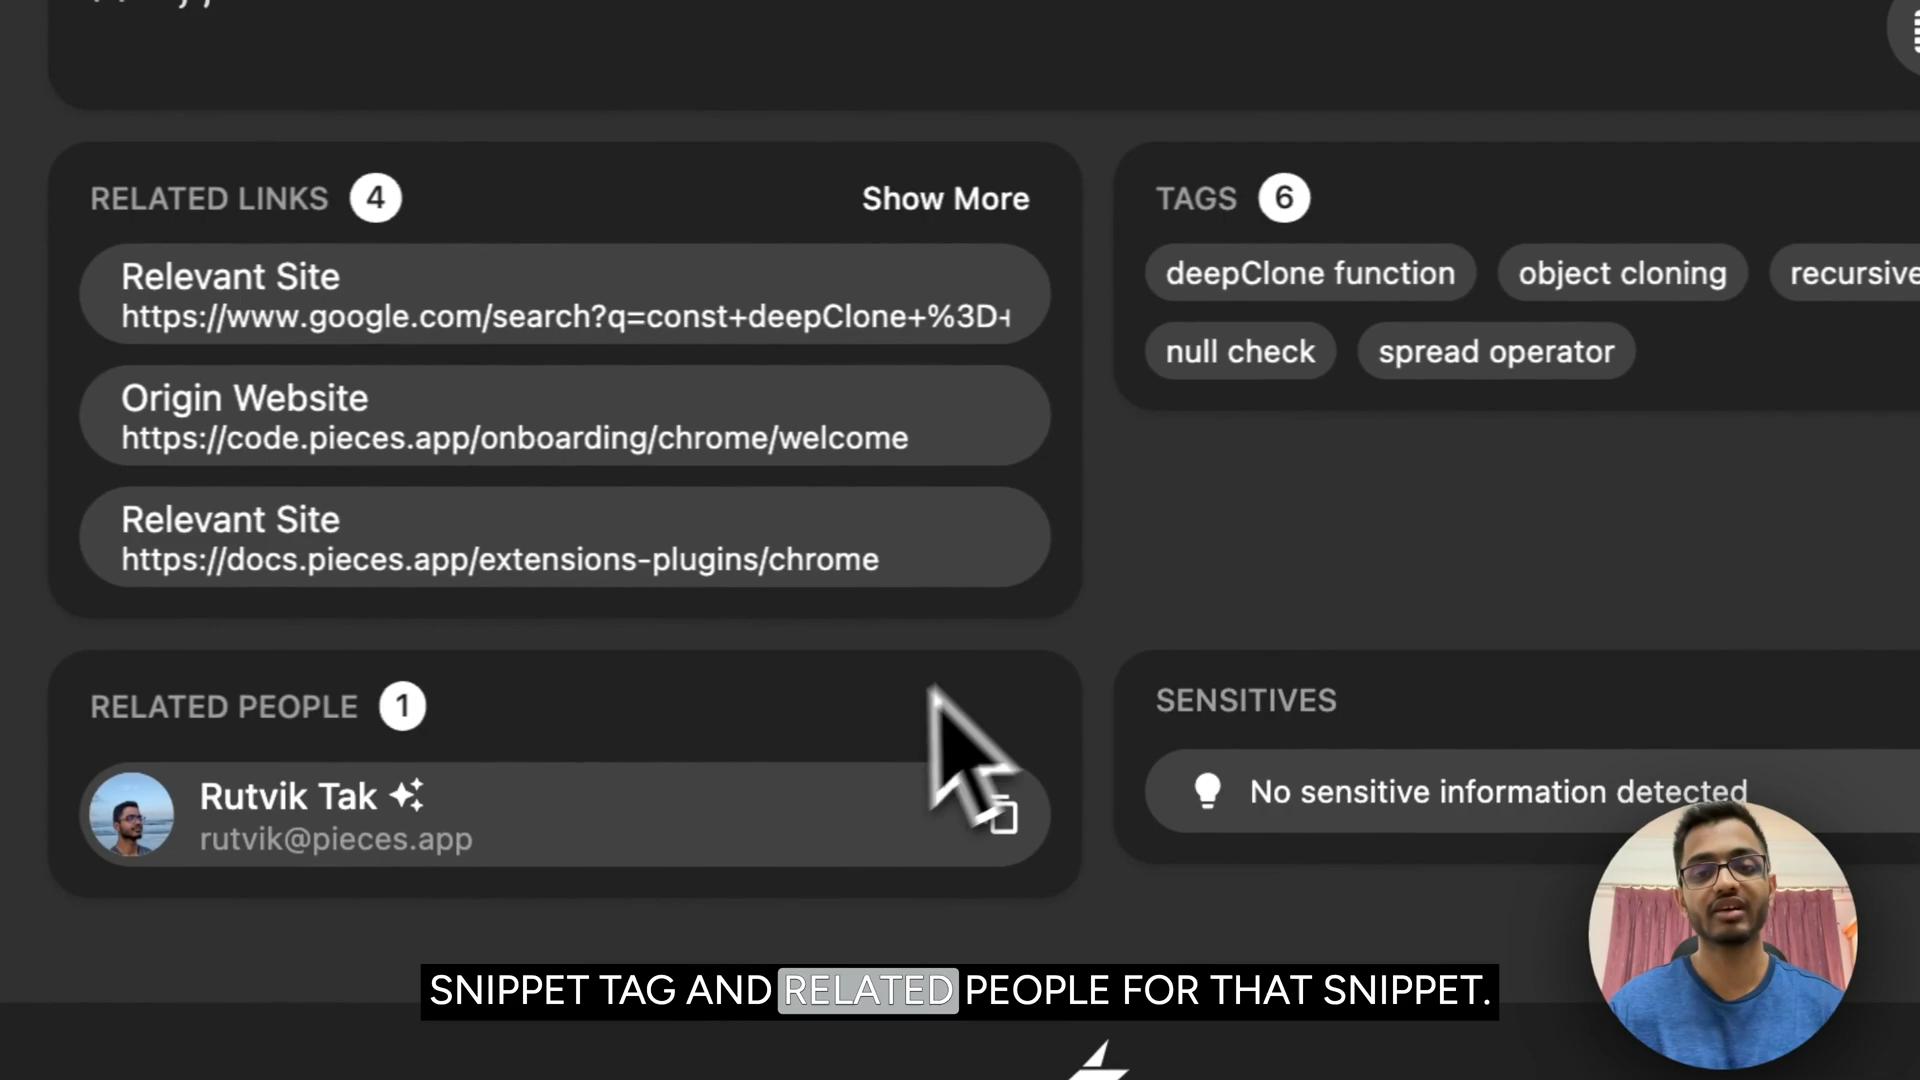 RELATED LINKS 4 Show More
Relevant Site
https://www.google.com/search?q=const+deepClone+%3D+
Origin Website
https://code.pieces.app/onboarding/chrome/welcome
Relevant Site
https://docs.pieces.app/extensions-plugins/chrome
TAGS 6
deepClone function object cloning recursive
null check spread operator
RELATED PEOPLE 1
Rutvik Tak
rutvik@pieces.app
SENSITIVES
No sensitive information detected
SNIPPET TAG AND RELATED PEOPLE FOR THAT SNIPPET.